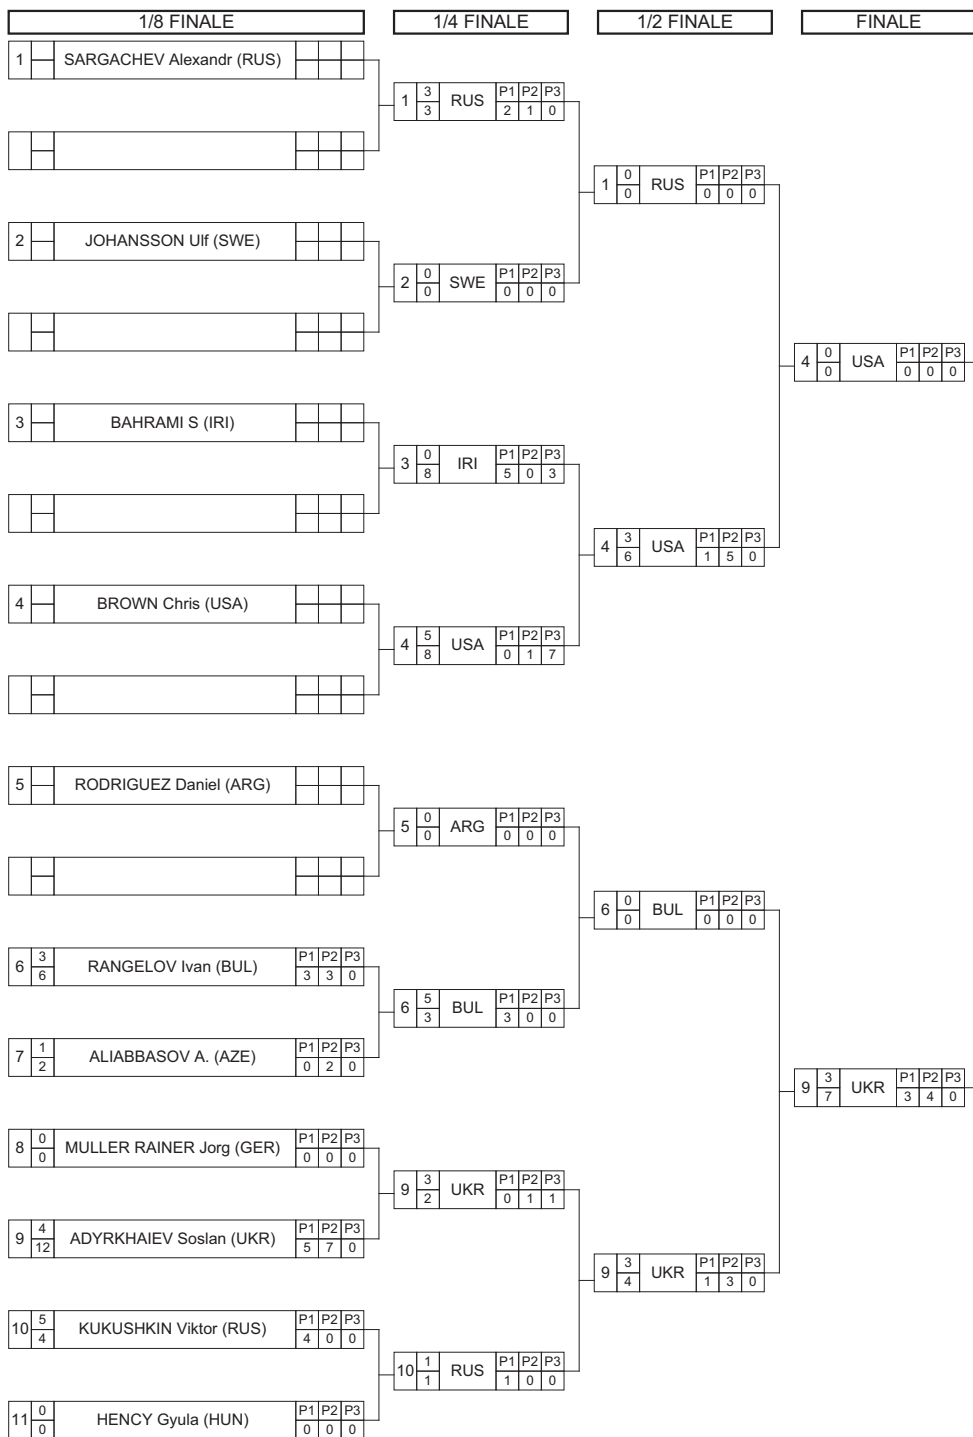 1/8 FINALE 1/4 FINALE 1/2 FINALE FINALE
1 SARGACHEV Alexandr (RUS)
1 3 RUS P1 P2 P3
3 2 1 0
1 0 RUS P1 P2 P3
0 0 0 0
2 JOHANSSON Ulf (SWE)
2 0 SWE P1 P2 P3
0 0 0 0
4 0 USA P1 P2 P3
0 0 0 0
3 BAHRAMI S (IRI)
3 0 IRI P1 P2 P3
8 5 0 3
4 3 USA P1 P2 P3
6 1 5 0
4 BROWN Chris (USA)
4 5 USA P1 P2 P3
8 0 1 7
5 RODRIGUEZ Daniel (ARG)
5 0 ARG P1 P2 P3
0 0 0 0
6 0 BUL P1 P2 P3
0 0 0 0
6 3 RANGELOV Ivan (BUL) P1 P2 P3
6 3 3 0
6 5 BUL P1 P2 P3
3 3 0 0
7 1 ALIABBASOV A. (AZE) P1 P2 P3
2 0 2 0
9 3 UKR P1 P2 P3
7 3 4 0
8 0 MULLER RAINER Jorg (GER) P1 P2 P3
0 0 0 0
9 3 UKR P1 P2 P3
2 0 1 1
9 4 ADYRKHAIEV Soslan (UKR) P1 P2 P3
12 5 7 0
9 3 UKR P1 P2 P3
4 1 3 0
10 5 KUKUSHKIN Viktor (RUS) P1 P2 P3
4 4 0 0
10 1 RUS P1 P2 P3
1 1 0 0
11 0 HENCY Gyula (HUN) P1 P2 P3
0 0 0 0